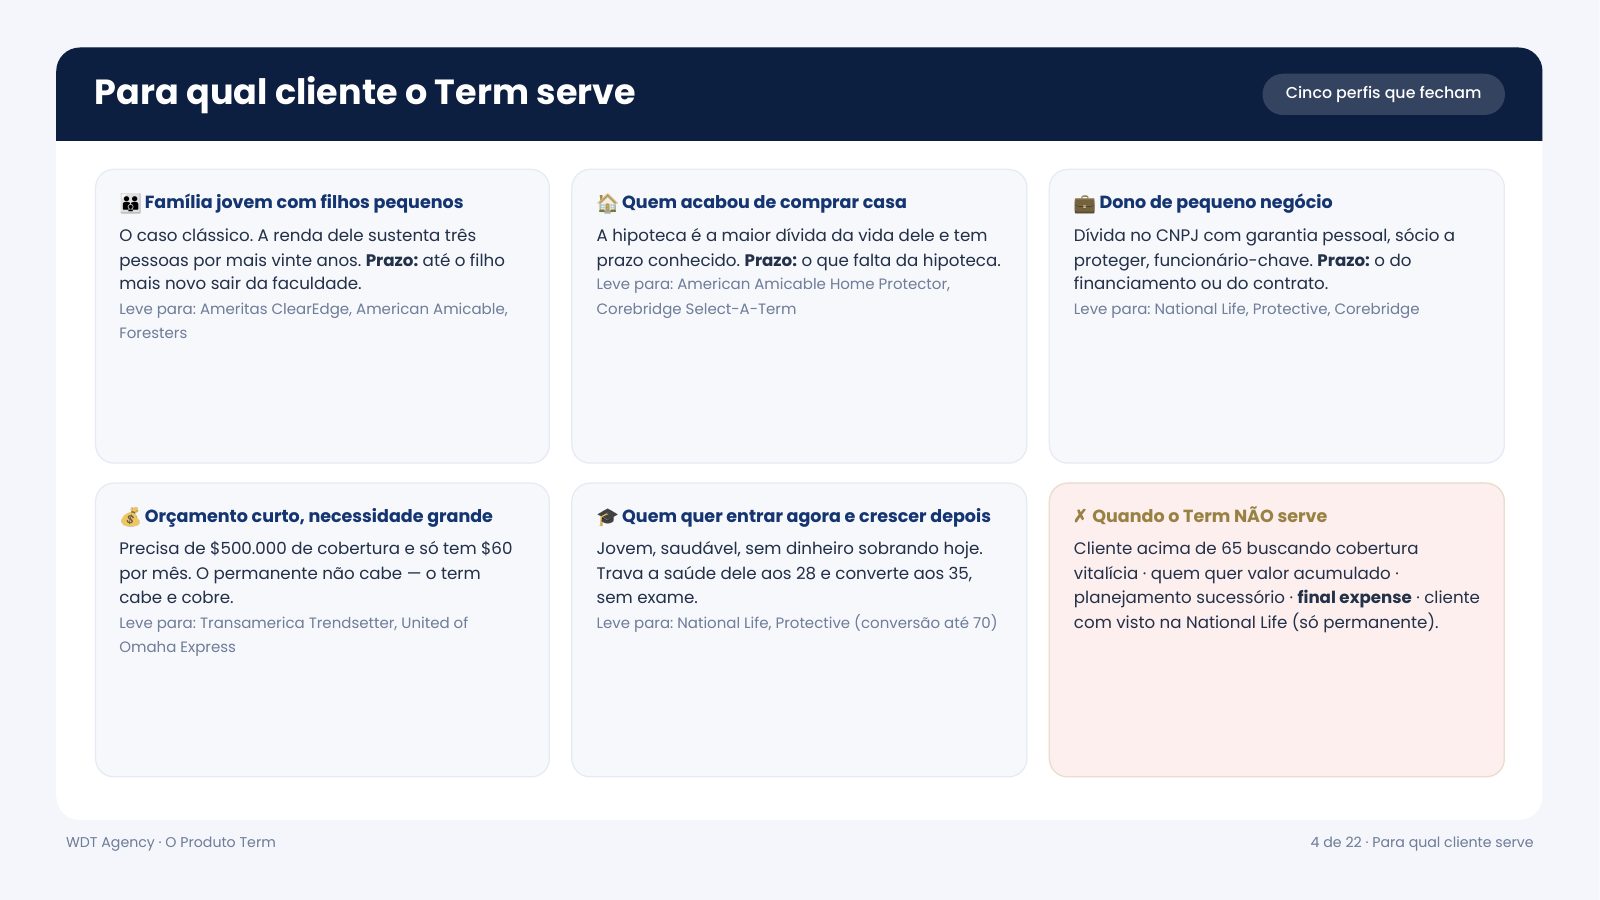 Para qual cliente o Term serve
Cinco perfis que fecham
👪 Família jovem com filhos pequenos
O caso clássico. A renda dele sustenta três
pessoas por mais vinte anos. Prazo: até o filho
mais novo sair da faculdade.
Leve para: Ameritas ClearEdge, American Amicable,
Foresters
🏠 Quem acabou de comprar casa
A hipoteca é a maior dívida da vida dele e tem
prazo conhecido. Prazo: o que falta da hipoteca.
Leve para: American Amicable Home Protector,
Corebridge Select-A-Term
💼 Dono de pequeno negócio
Dívida no CNPJ com garantia pessoal, sócio a
proteger, funcionário-chave. Prazo: o do
financiamento ou do contrato.
Leve para: National Life, Protective, Corebridge
💰 Orçamento curto, necessidade grande
Precisa de $500.000 de cobertura e só tem $60
por mês. O permanente não cabe — o term
cabe e cobre.
Leve para: Transamerica Trendsetter, United of
Omaha Express
🎓 Quem quer entrar agora e crescer depois
Jovem, saudável, sem dinheiro sobrando hoje.
Trava a saúde dele aos 28 e converte aos 35,
sem exame.
Leve para: National Life, Protective (conversão até 70)
✗ Quando o Term NÃO serve
Cliente acima de 65 buscando cobertura
vitalícia · quem quer valor acumulado ·
planejamento sucessório · final expense · cliente
com visto na National Life (só permanente).
WDT Agency · O Produto Term
4 de 22 · Para qual cliente serve